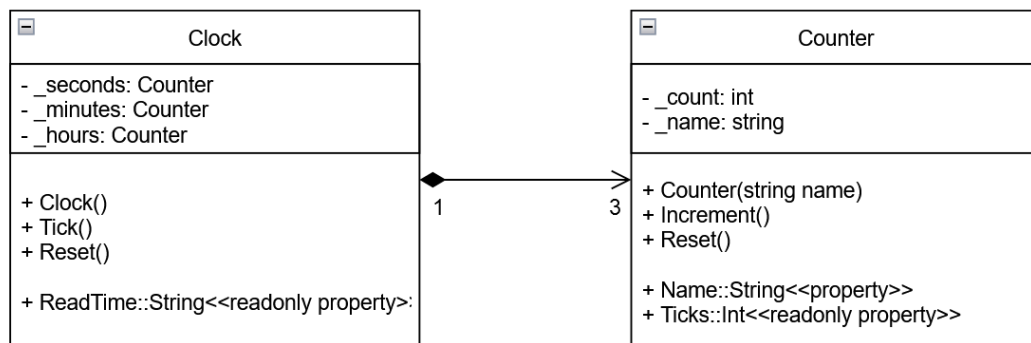 Clock
- _seconds: Counter
- _minutes: Counter
- _hours: Counter
+ Clock()
+ Tick()
+ Reset()
+ ReadTime::String<<readonly property>
1
3
Counter
- _count: int
- _name: string
+ Counter(string name)
+ Increment()
+ Reset()
+ Name::String<<property>>
+ Ticks::Int<<readonly property>>